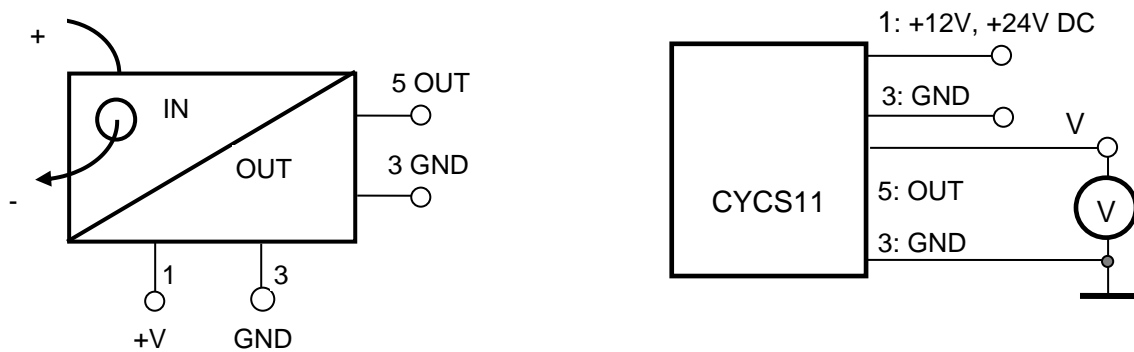 +
IN
OUT
-
5 OUT
3 GND
1
3
+V
GND
1: +12V, +24V DC
3: GND
V
CYCS11
5: OUT
V
3: GND